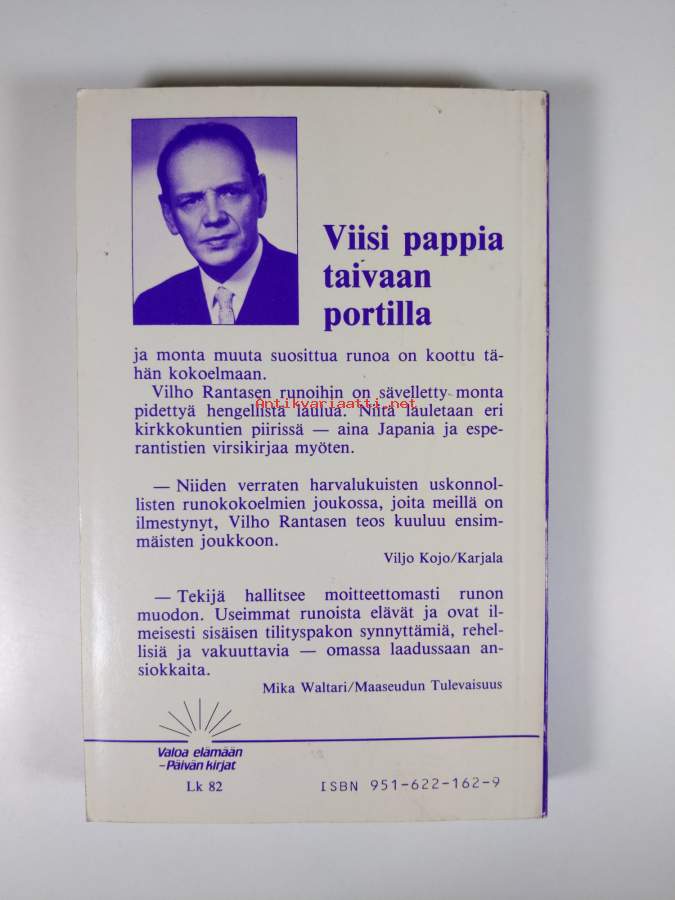 Viisi pappia
taivaan
portilla
ja monta muuta suosittua runoa on koottu tä-
hän kokoelmaan.
Vilho Rantasen runoihin on sävelletty monta
pidettyä hengellistä laulua. Niitä lauletaan eri
Antikvariaatti.net
kirkkokuntien piirissä — aina Japania ja espe-
rantistien virsikirjaa myöten.
— Niiden verraten harvalukuisten uskonnol-
listen runokokoelmien joukossa, joita meillä on
ilmestynyt, Vilho Rantasen teos kuuluu ensim-
mäisten joukkoon.
Viljo Kojo/Karjala
— Tekijä hallitsee moitteettomasti runon
muodon. Useimmat runoista elävät ja ovat il-
meisesti sisäisen tilityspakon synnyttämiä, rehel-
lisiä ja vakuuttavia — omassa laadussaan an-
siokkaita.
Mika Waltari/Maaseudun Tulevaisuus
Valoa elämään
-Päivän kirjat
Lk 82
ISBN 951-622-162-9